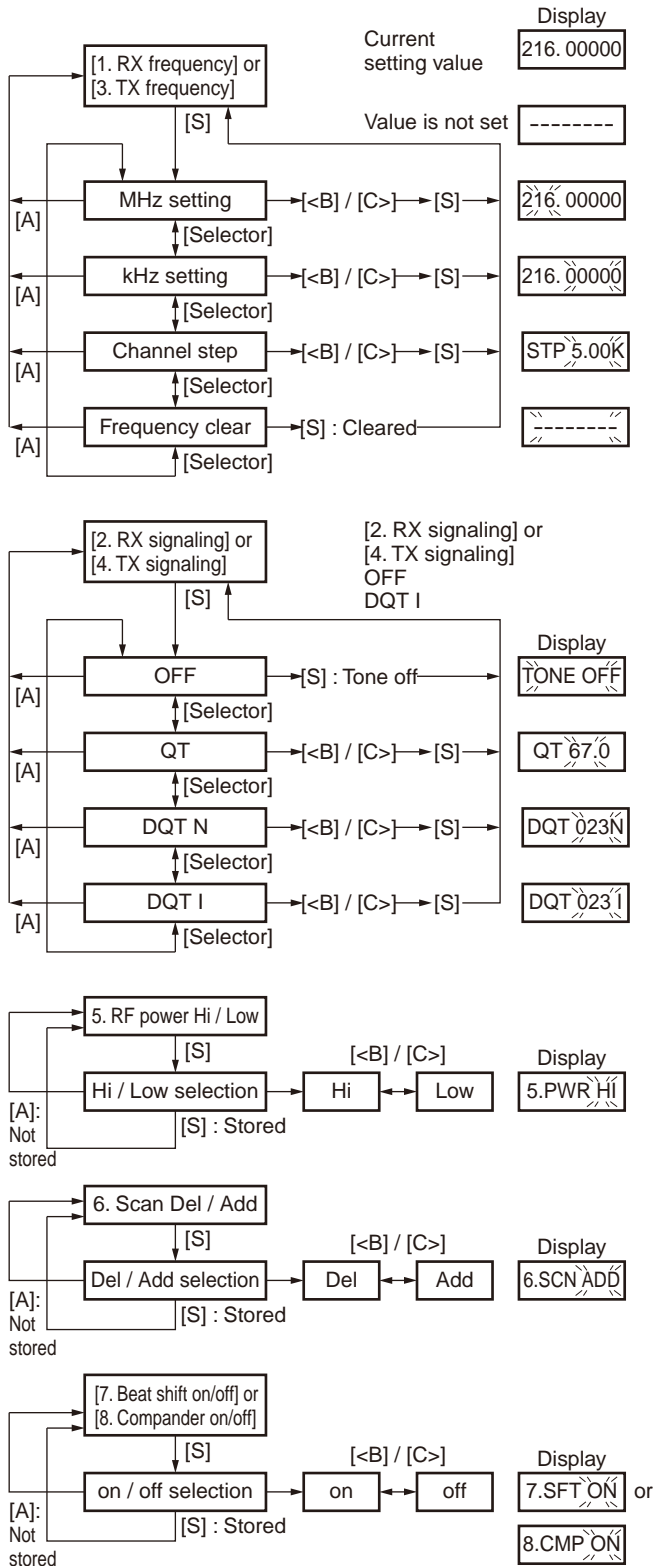 Display
Current
setting value
216. 00000
[1. RX frequency] or
[3. TX frequency]
[S]
Value is not set
--------
MHz setting
[<B] / [C>]
[S]
216. 00000
[A]
[Selector]
kHz setting
[<B] / [C>]
[S]
216. 00000
[A]
[Selector]
Channel step
[<B] / [C>]
[S]
STP 5.00K
[A]
[Selector]
Frequency clear
[S] : Cleared
--------
[A]
[Selector]
[2. RX signaling] or
[4. TX signaling]
[S]
[2. RX signaling] or
[4. TX signaling]
OFF
DQT I
Display
OFF
[S] : Tone off
TONE OFF
[A]
[Selector]
QT
[<B] / [C>]
[S]
QT 67.0
[A]
[Selector]
DQT N
[<B] / [C>]
[S]
DQT 023N
[A]
[Selector]
DQT I
[<B] / [C>]
[S]
DQT 023 I
[A]
[Selector]
5. RF power Hi / Low
[S]
[<B] / [C>]
Display
Hi / Low selection
Hi
Low
5.PWR HI
[A]:
Not
stored
[S] : Stored
6. Scan Del / Add
[S]
[<B] / [C>]
Display
Del / Add selection
Del
Add
6.SCN ADD
[A]:
Not
stored
[S] : Stored
[7. Beat shift on/off] or
[8. Compander on/off]
[S]
[<B] / [C>]
Display
on / off selection
on
off
7.SFT ON or
[A]:
Not
stored
[S] : Stored
8.CMP ON